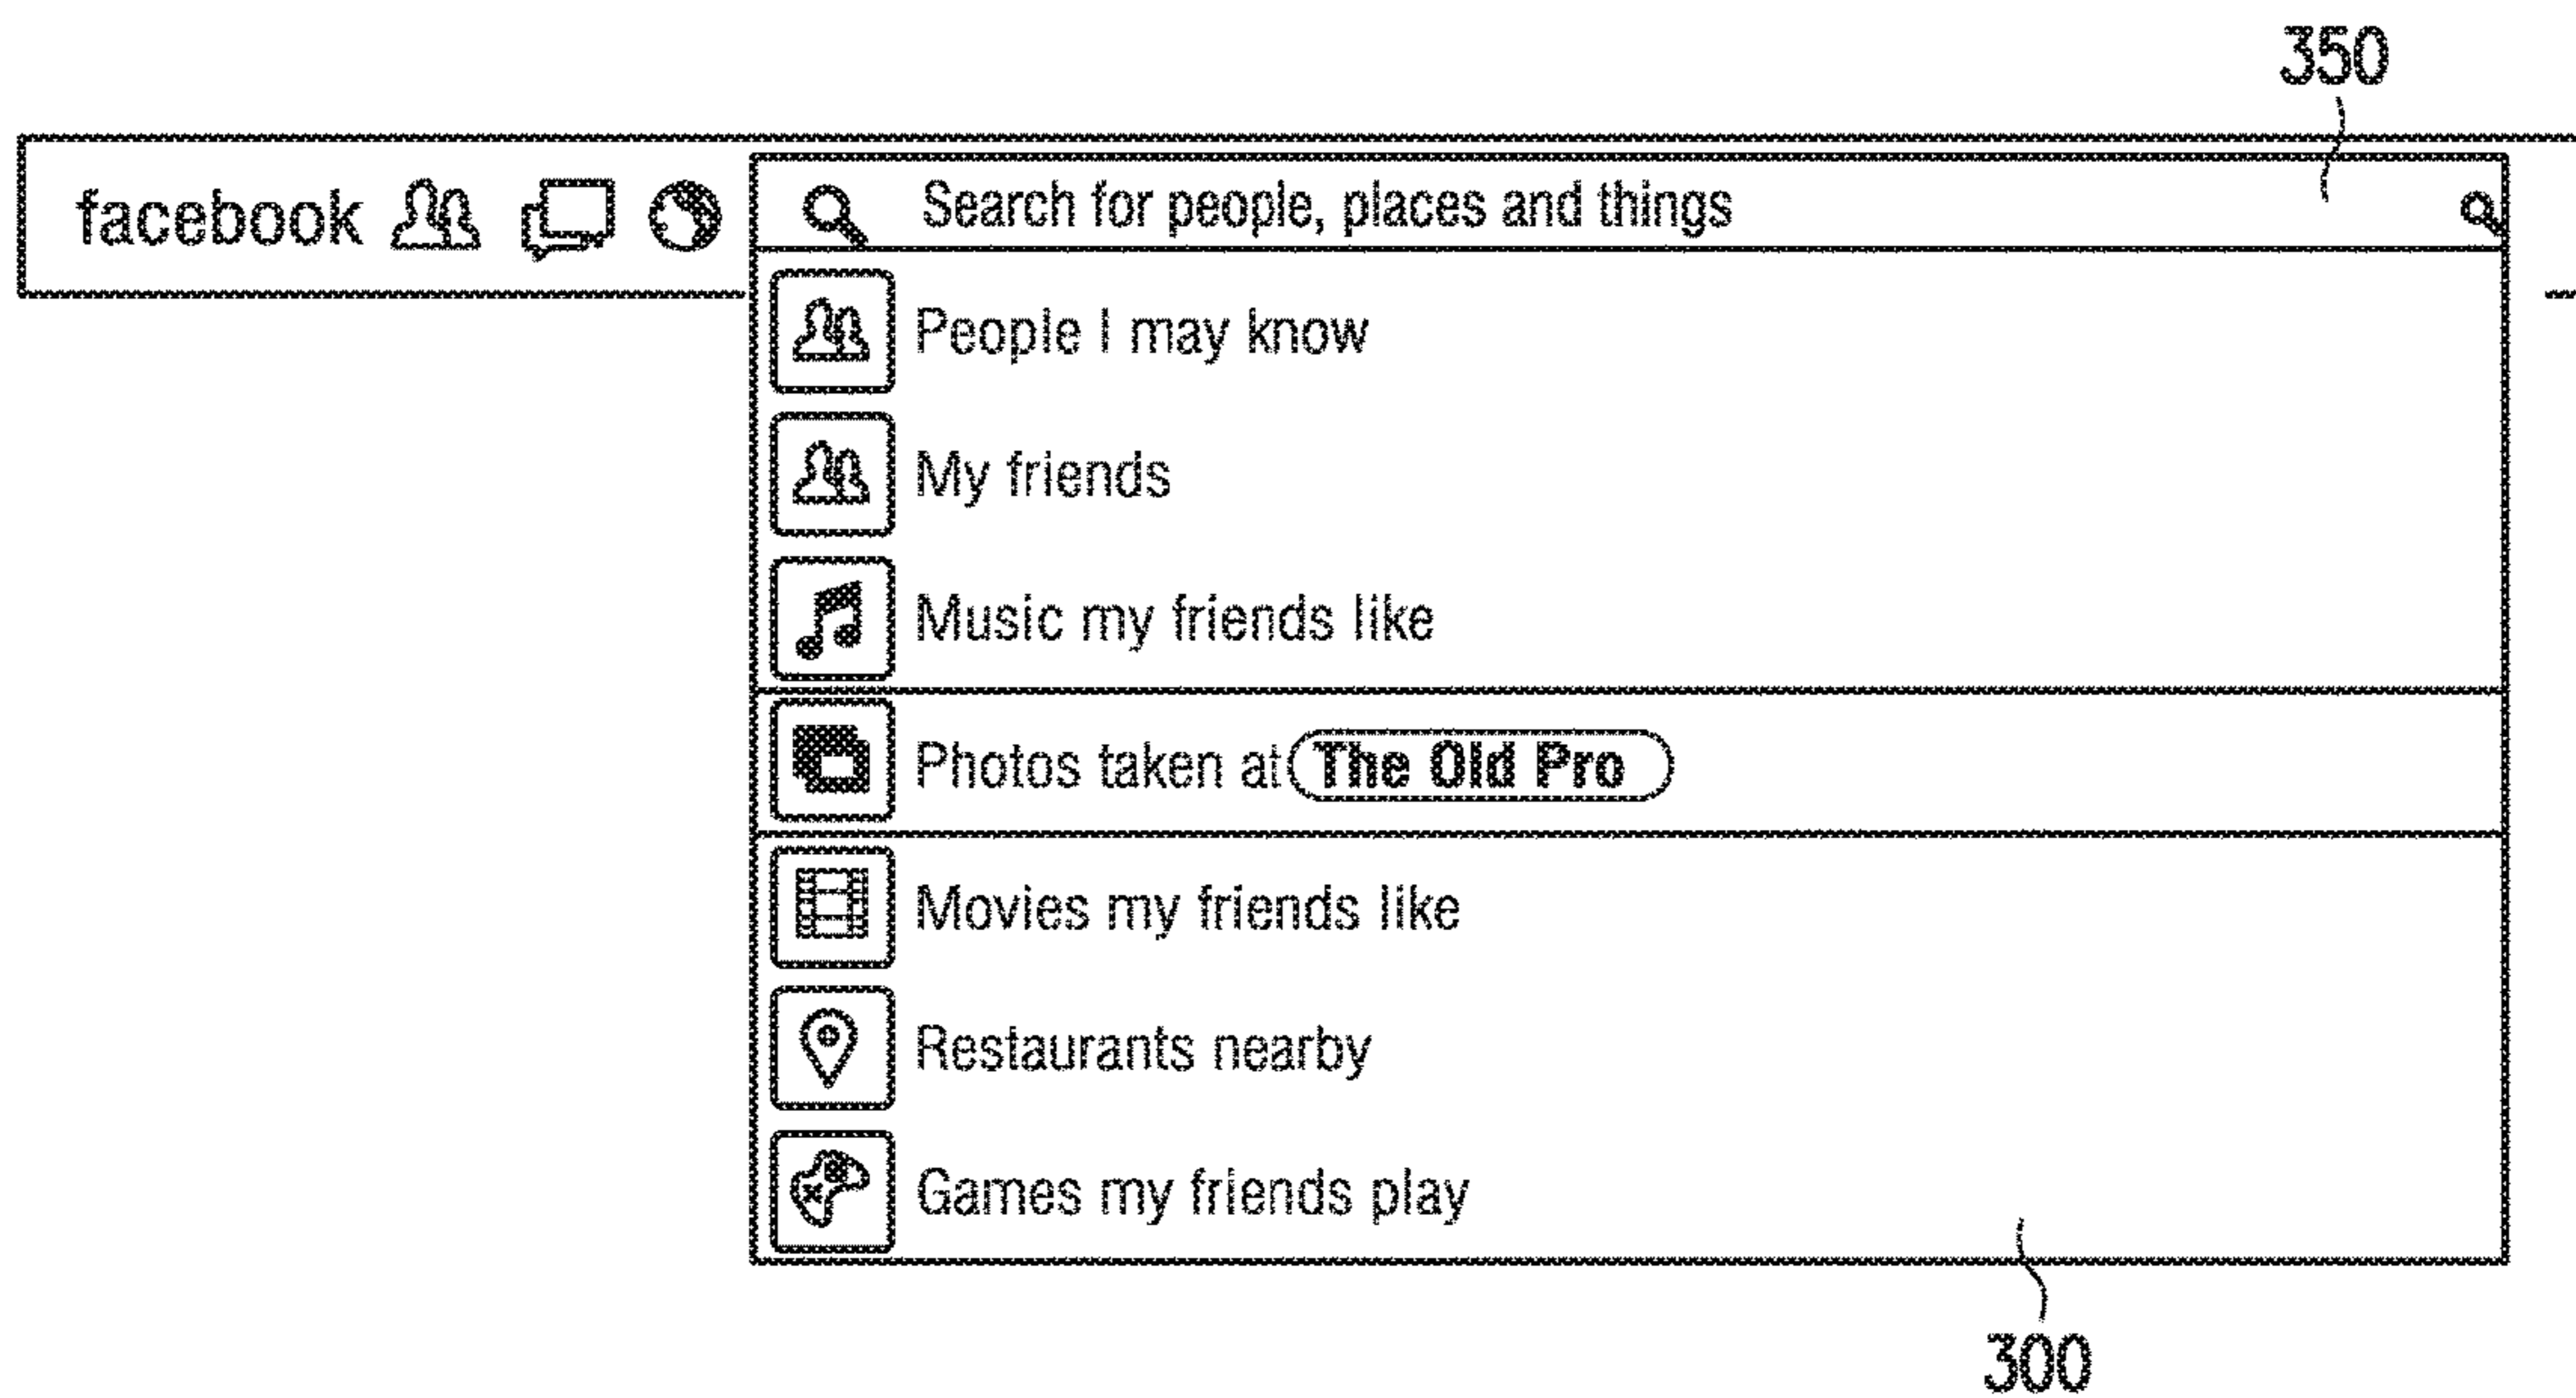 350
facebook Search for people, places and things
People I may know
My friends
Music my friends like
Photos taken at The Old Pro
Movies my friends like
Restaurants nearby
Games my friends play
300